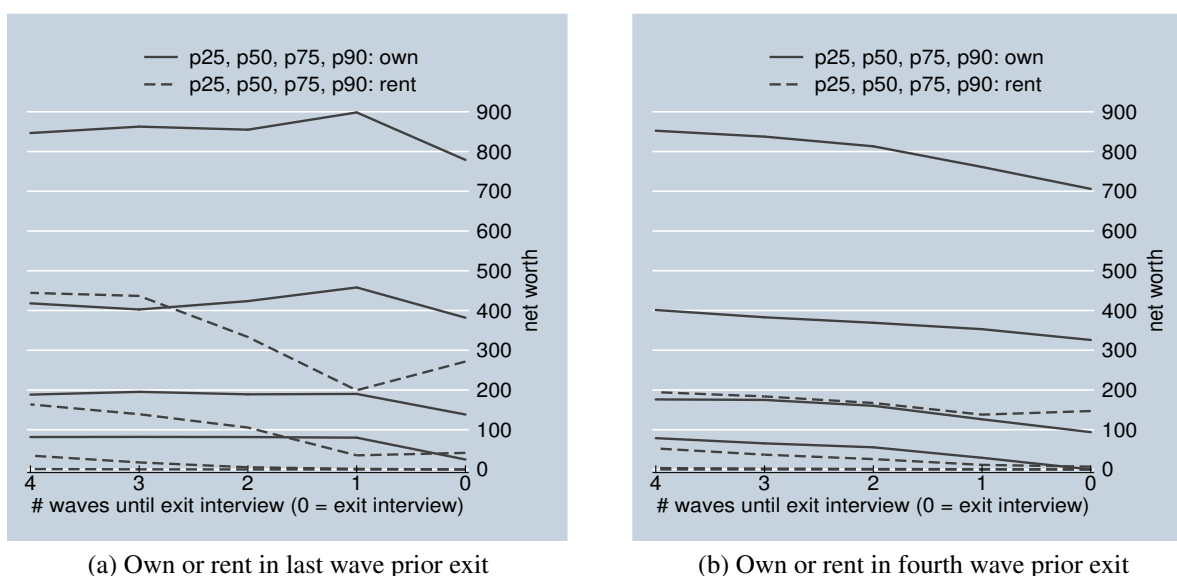 p25, p50, p75, p90: own
p25, p50, p75, p90: rent
900
800
700
600
500
400
300
200
100
0
net worth
4 3 2 1 0
# waves until exit interview (0 = exit interview)
(a) Own or rent in last wave prior exit
p25, p50, p75, p90: own
p25, p50, p75, p90: rent
900
800
700
600
500
400
300
200
100
0
net worth
4 3 2 1 0
# waves until exit interview (0 = exit interview)
(b) Own or rent in fourth wave prior exit